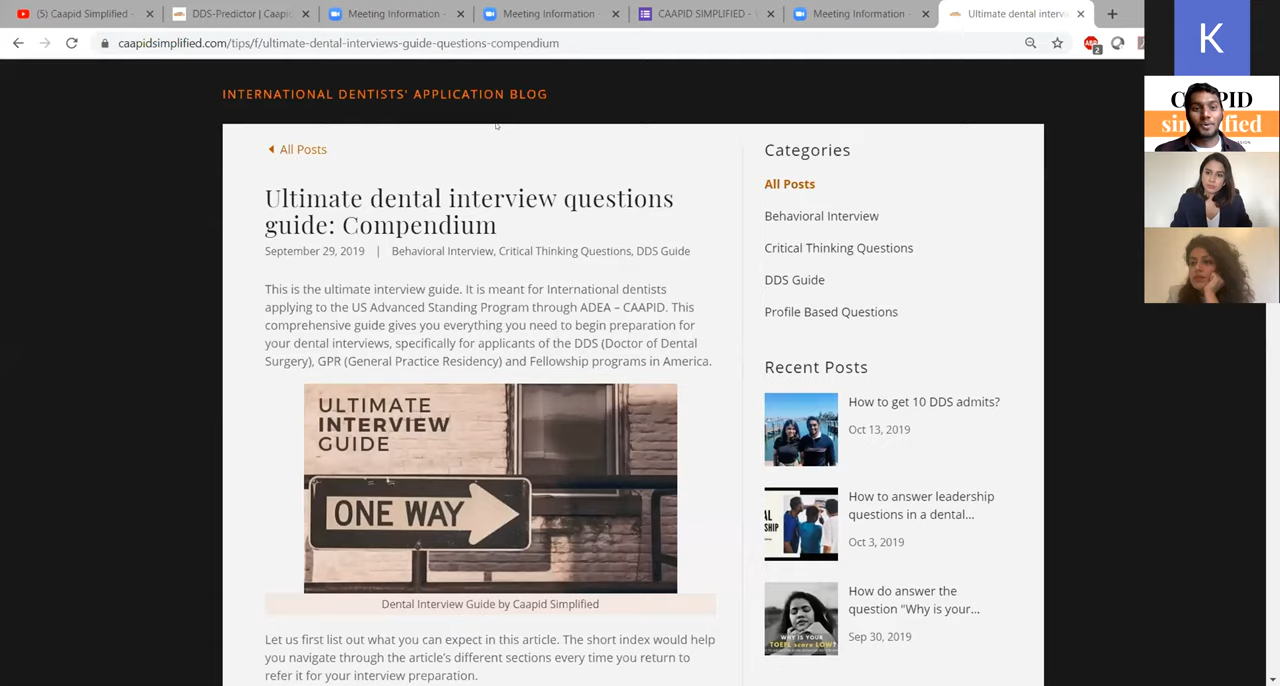 (5) Caapid Simplified -
DDS-Predictor | Caapid
Meeting Information -
Meeting Information
CAAPID SIMPLIFIED -
Meeting Information
Ultimate dental intervi
caapidsimplified.com/tips/f/ultimate-dental-interviews-guide-questions-compendium
2
K
simplified
INTERNATIONAL DENTISTS' APPLICATION BLOG
All Posts
Ultimate dental interview questions
guide: Compendium
September 29, 2019 | Behavioral Interview, Critical Thinking Questions, DDS Guide
This is the ultimate interview guide. It is meant for International dentists
applying to the US Advanced Standing Program through ADEA – CAAPID. This
comprehensive guide gives you everything you need to begin preparation for
your dental interviews, specifically for applicants of the DDS (Doctor of Dental
Surgery), GPR (General Practice Residency) and Fellowship programs in America.
ULTIMATE
INTERVIEW
GUIDE
ONE WAY
Dental Interview Guide by Caapid Simplified
Let us first list out what you can expect in this article. The short index would help
you navigate through the article's different sections every time you return to
refer it for your interview preparation.
Categories
All Posts
Behavioral Interview
Critical Thinking Questions
DDS Guide
Profile Based Questions
Recent Posts
How to get 10 DDS admits?
Oct 13, 2019
How to answer leadership
questions in a dental...
Oct 3, 2019
How do answer the
question "Why is your...
Sep 30, 2019
WHY IS YOUR
TOEFL score LOW?